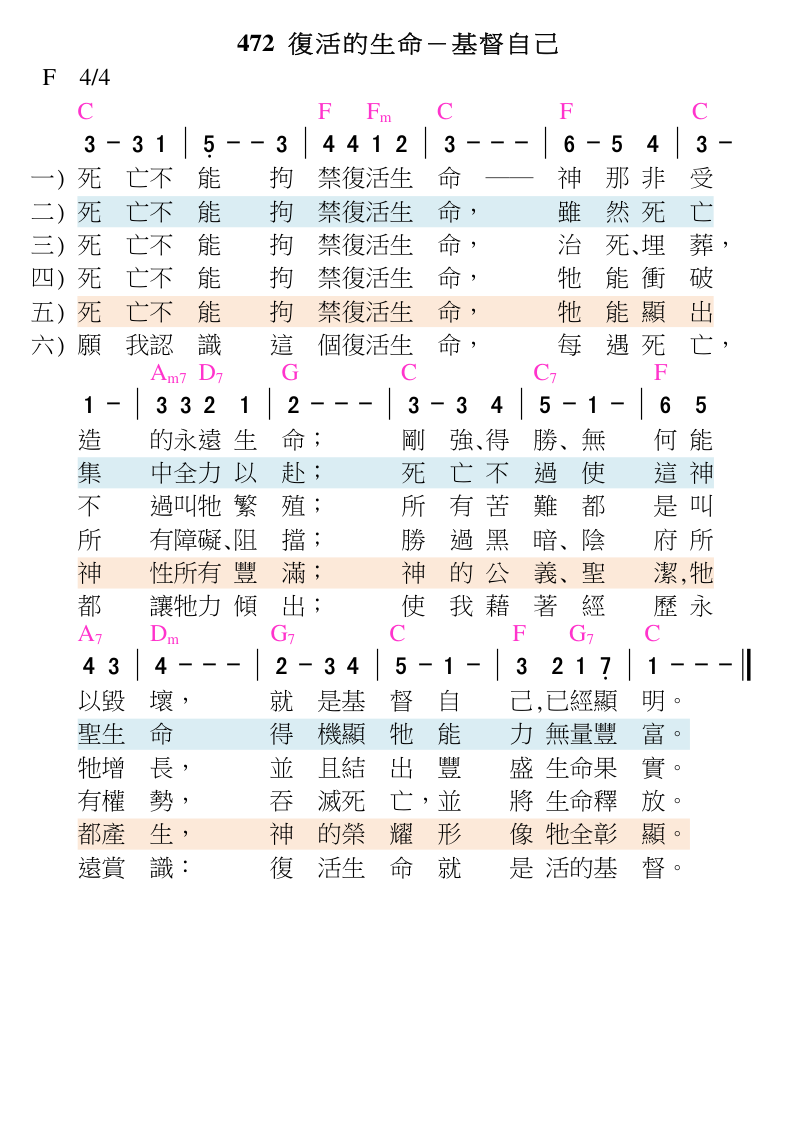 472 復活的生命－基督自己
F 4/4
C F Fm C F C
3 - 3 1 | 5̣ - - 3 | 4 4 1 2 | 3 - - - | 6 - 5 4 | 3 -
一) 死 亡不 能 拘 禁復活生 命 —— 神 那 非 受
二) 死 亡不 能 拘 禁復活生 命， 雖 然 死 亡
三) 死 亡不 能 拘 禁復活生 命， 治 死、埋 葬，
四) 死 亡不 能 拘 禁復活生 命， 牠 能 衝 破
五) 死 亡不 能 拘 禁復活生 命， 牠 能 顯 出
六) 願 我認 識 這 個復活生 命， 每 遇 死 亡，
Am7 D7 G C C7 F
1 - | 3 3 2 1 | 2 - - - | 3 - 3 4 | 5 - 1 - | 6 5
造 的永遠 生 命； 剛 強、得 勝、無 何 能
集 中全力 以 赴； 死 亡 不 過 使 這 神
不 過叫牠 繁 殖； 所 有 苦 難 都 是 叫
所 有障礙、阻 擋； 勝 過 黑 暗、陰 府 所
神 性所有 豐 滿； 神 的 公 義、聖 潔，牠
都 讓牠力 傾 出； 使 我 藉 著 經 歷 永
A7 Dm G7 C F G7 C
4 3 | 4 - - - | 2 - 3 4 | 5 - 1 - | 3 2 1 7̣ | 1 - - - ‖
以毀 壞， 就 是基 督 自 己，已經顯 明。
聖生 命 得 機顯 牠 能 力 無量豐 富。
牠增 長， 並 且結 出 豐 盛 生命果 實。
有權 勢， 吞 滅死 亡，並 將 生命釋 放。
都產 生， 神 的榮 耀 形 像 牠全彰 顯。
遠賞 識： 復 活生 命 就 是 活的基 督。